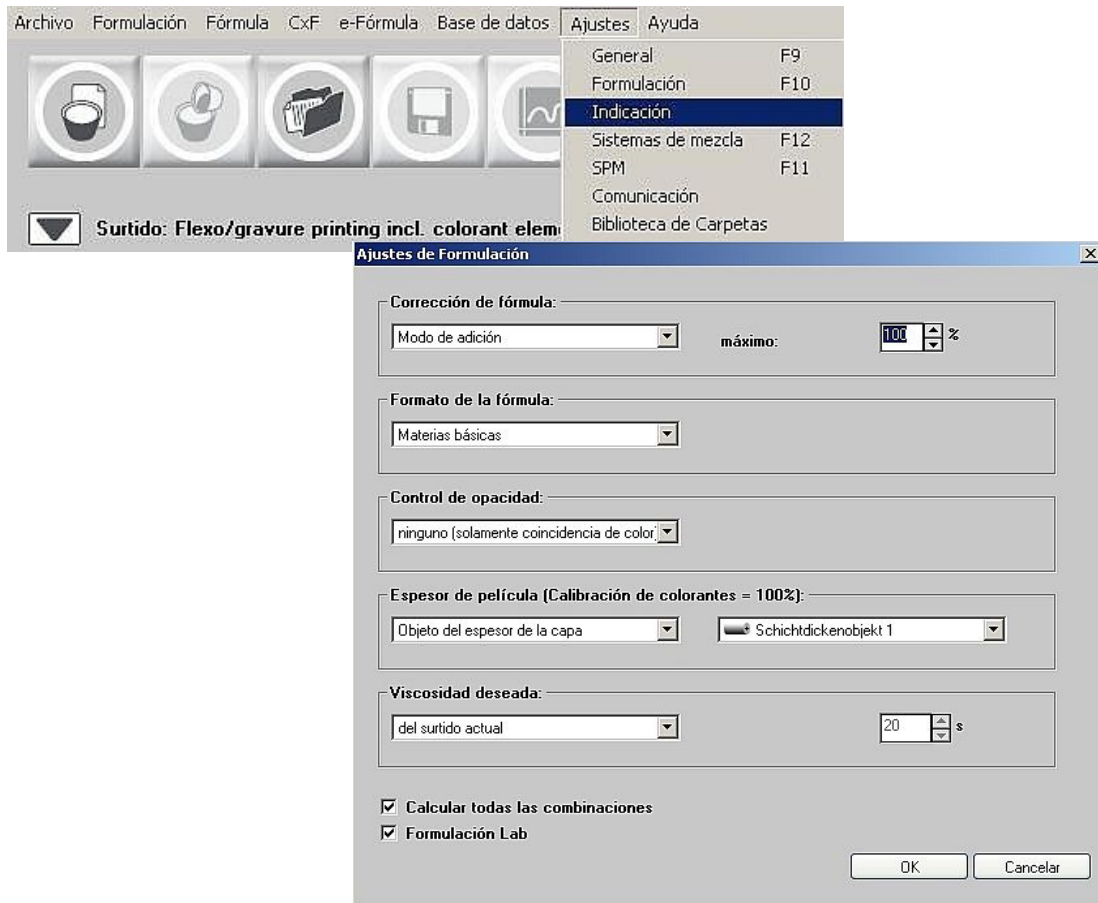 Archivo Formulación Fórmula CxF e-Fórmula Base de datos Ajustes Ayuda
General F9
Formulación F10
Indicación
Sistemas de mezcla F12
SPM F11
Comunicación
Biblioteca de Carpetas
Surtido: Flexo/gravure printing incl. colorant elem
Ajustes de Formulación
Corrección de fórmula:
Modo de adición máximo: 100 %
Formato de la fórmula:
Materias básicas
Control de opacidad:
ninguno (solamente coincidencia de color)
Espesor de película (Calibración de colorantes = 100%):
Objeto del espesor de la capa Schichtdickenobjekt 1
Viscosidad deseada:
del surtido actual 20 s
Calcular todas las combinaciones
Formulación Lab
OK Cancelar